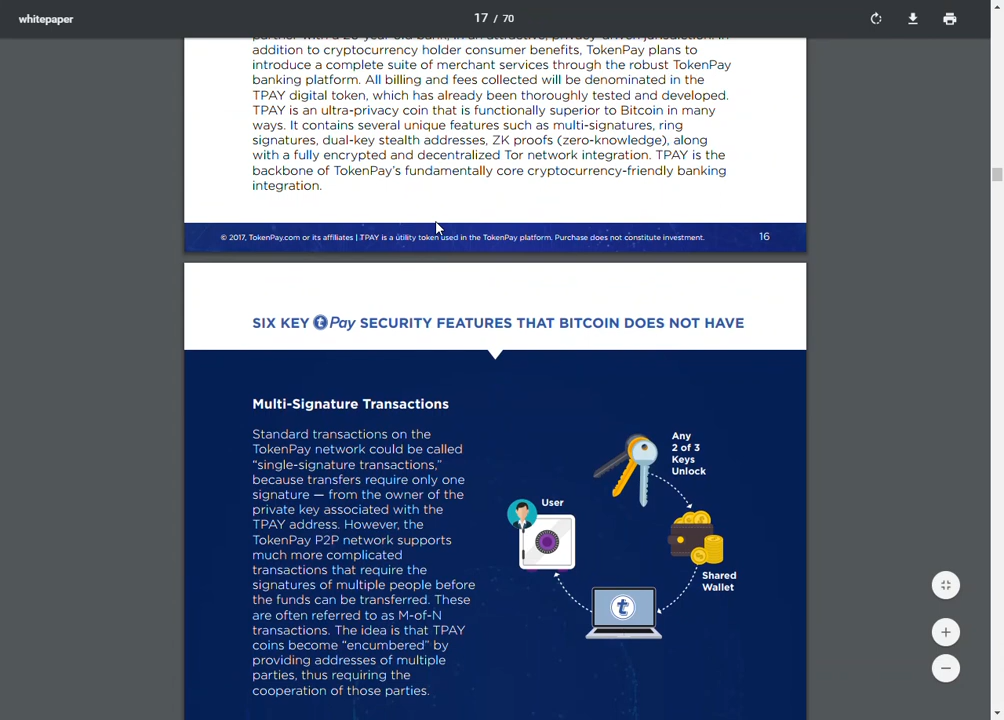 whitepaper
17 / 70
addition to cryptocurrency holder consumer benefits, TokenPay plans to
introduce a complete suite of merchant services through the robust TokenPay
banking platform. All billing and fees collected will be denominated in the
TPAY digital token, which has already been thoroughly tested and developed.
TPAY is an ultra-privacy coin that is functionally superior to Bitcoin in many
ways. It contains several unique features such as multi-signatures, ring
signatures, dual-key stealth addresses, ZK proofs (zero-knowledge), along
with a fully encrypted and decentralized Tor network integration. TPAY is the
backbone of TokenPay's fundamentally core cryptocurrency-friendly banking
integration.
© 2017, TokenPay.com or its affiliates | TPAY is a utility token used in the TokenPay platform. Purchase does not constitute investment.
16
SIX KEY tPay SECURITY FEATURES THAT BITCOIN DOES NOT HAVE
Multi-Signature Transactions
Standard transactions on the
TokenPay network could be called
“single-signature transactions,”
because transfers require only one
signature — from the owner of the
private key associated with the
TPAY address. However, the
TokenPay P2P network supports
much more complicated
transactions that require the
signatures of multiple people before
the funds can be transferred. These
are often referred to as M-of-N
transactions. The idea is that TPAY
coins become “encumbered” by
providing addresses of multiple
parties, thus requiring the
cooperation of those parties.
Any
2 of 3
Keys
Unlock
User
Shared
Wallet
t